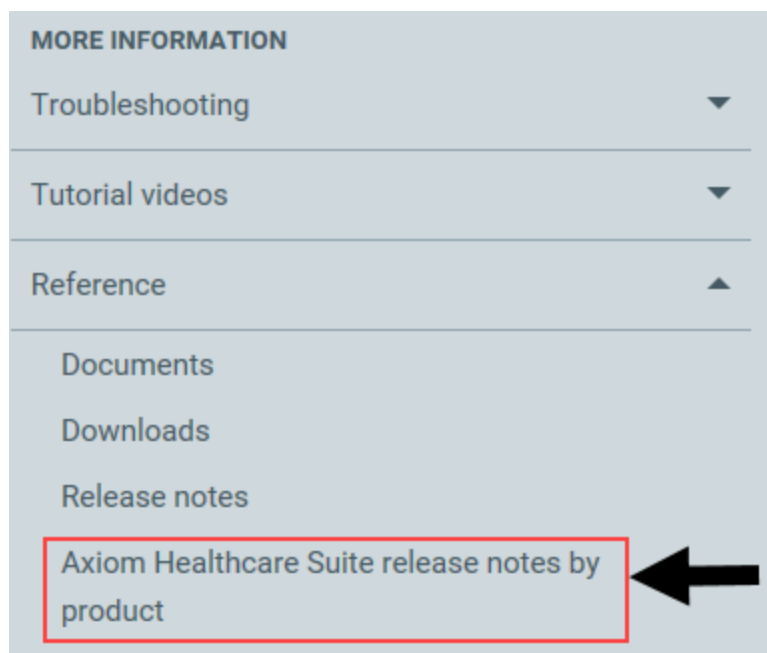 MORE INFORMATION
Troubleshooting
Tutorial videos
Reference
Documents
Downloads
Release notes
Axiom Healthcare Suite release notes by
product